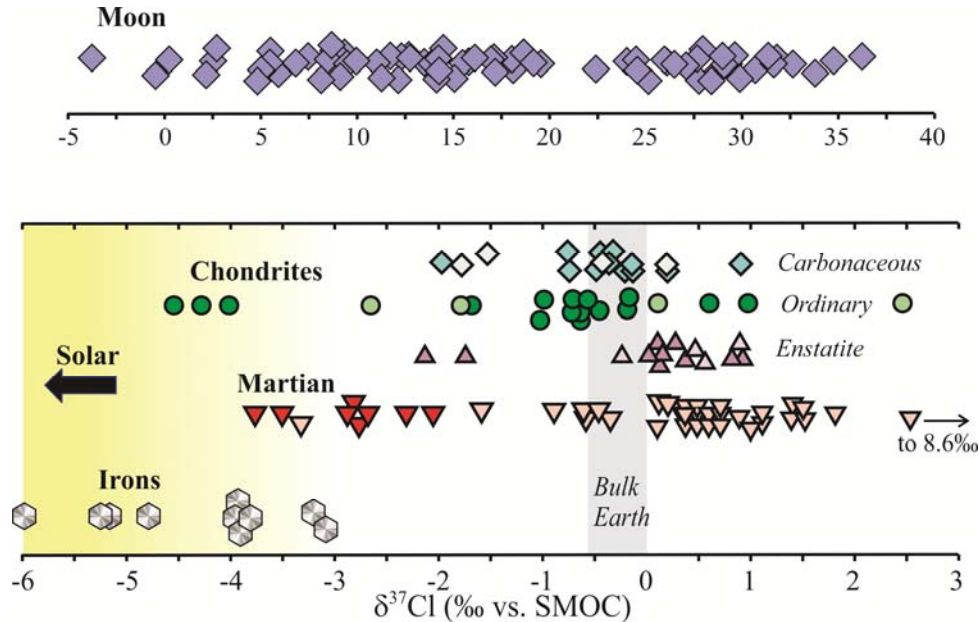 Moon
-5 0 5 10 15 20 25 30 35 40
Chondrites
Carbonaceous
Ordinary
Enstatite
Solar
Martian
to 8.6‰
Irons
Bulk
Earth
-6 -5 -4 -3 -2 -1 0 1 2 3
δ³⁷Cl (‰ vs. SMOC)